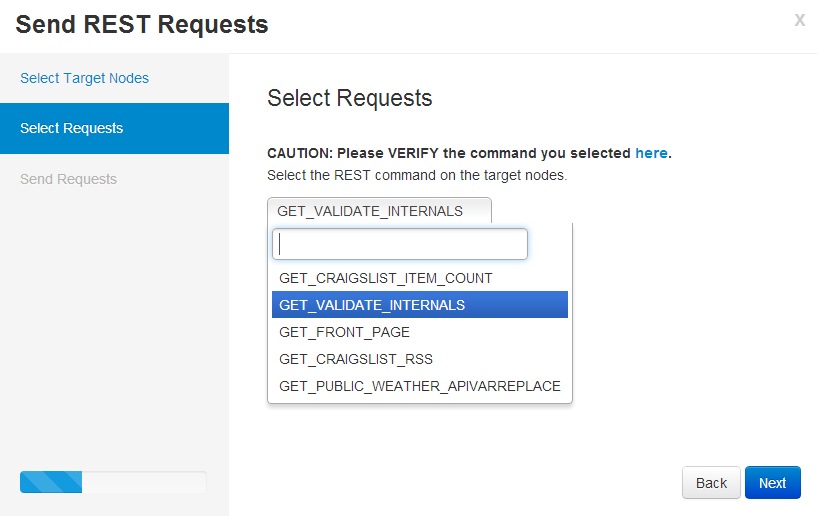 Send REST Requests
X
Select Target Nodes
Select Requests
Send Requests
Select Requests
CAUTION: Please VERIFY the command you selected here.
Select the REST command on the target nodes.
GET_VALIDATE_INTERNALS
GET_CRAIGSLIST_ITEM_COUNT
GET_VALIDATE_INTERNALS
GET_FRONT_PAGE
GET_CRAIGSLIST_RSS
GET_PUBLIC_WEATHER_APIVARREPLACE
Back
Next